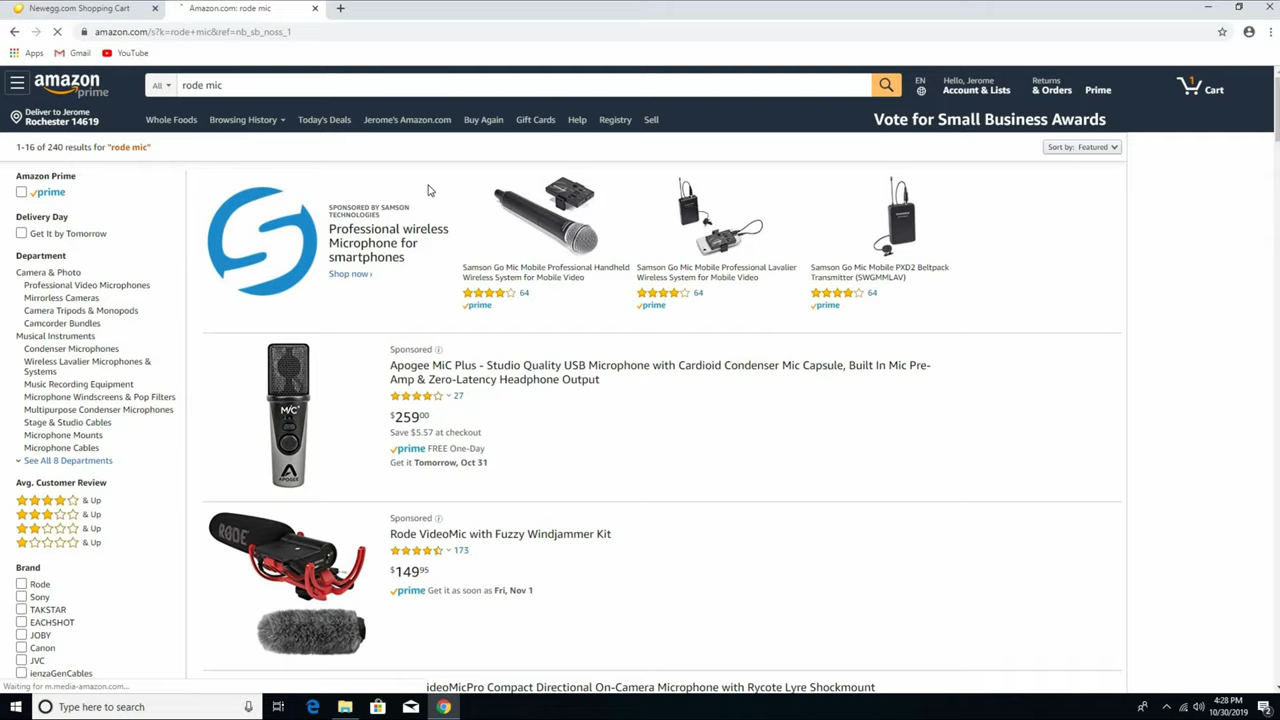 Newegg.com Shopping Cart
Amazon.com: rode mic
amazon.com/s?k=rode+mic&ref=nb_sb_noss_1
Apps
Gmail
YouTube
amazon
prime
All
rode mic
EN
Hello, Jerome
Account & Lists
Returns
& Orders
Prime
1
Cart
Deliver to Jerome
Rochester 14619
Whole Foods
Browsing History
Today's Deals
Jerome's Amazon.com
Buy Again
Gift Cards
Help
Registry
Sell
Vote for Small Business Awards
1-16 of 240 results for "rode mic"
Sort by: Featured
Amazon Prime
prime
Delivery Day
Get It by Tomorrow
Department
Camera & Photo
Professional Video Microphones
Mirrorless Cameras
Camera Tripods & Monopods
Camcorder Bundles
Musical Instruments
Condenser Microphones
Wireless Lavalier Microphones &
Systems
Music Recording Equipment
Microphone Windscreens & Pop Filters
Multipurpose Condenser Microphones
Stage & Studio Cables
Microphone Mounts
Microphone Cables
See All 8 Departments
Avg. Customer Review
& Up
& Up
& Up
& Up
Brand
Rode
Sony
TAKSTAR
EACHSHOT
JOBY
Canon
JVC
ienzaGenCables
SPONSORED BY SAMSON
TECHNOLOGIES
Professional wireless
Microphone for
smartphones
Shop now ›
Samson Go Mic Mobile Professional Handheld
Wireless System for Mobile Video
64
prime
Samson Go Mic Mobile Professional Lavalier
Wireless System for Mobile Video
64
prime
Samson Go Mic Mobile PXD2 Beltpack
Transmitter (SWGMMLAV)
64
prime
Sponsored
Apogee MiC Plus - Studio Quality USB Microphone with Cardioid Condenser Mic Capsule, Built In Mic Pre-
Amp & Zero-Latency Headphone Output
27
$259 00
Save $5.57 at checkout
prime FREE One-Day
Get it Tomorrow, Oct 31
MiC+
APOGEE
Sponsored
Rode VideoMic with Fuzzy Windjammer Kit
173
$149 95
prime Get it as soon as Fri, Nov 1
RODE
ideoMicPro Compact Directional On-Camera Microphone with Rycote Lyre Shockmount
Waiting for m.media-amazon.com...
Type here to search
4:28 PM
10/30/2019
2